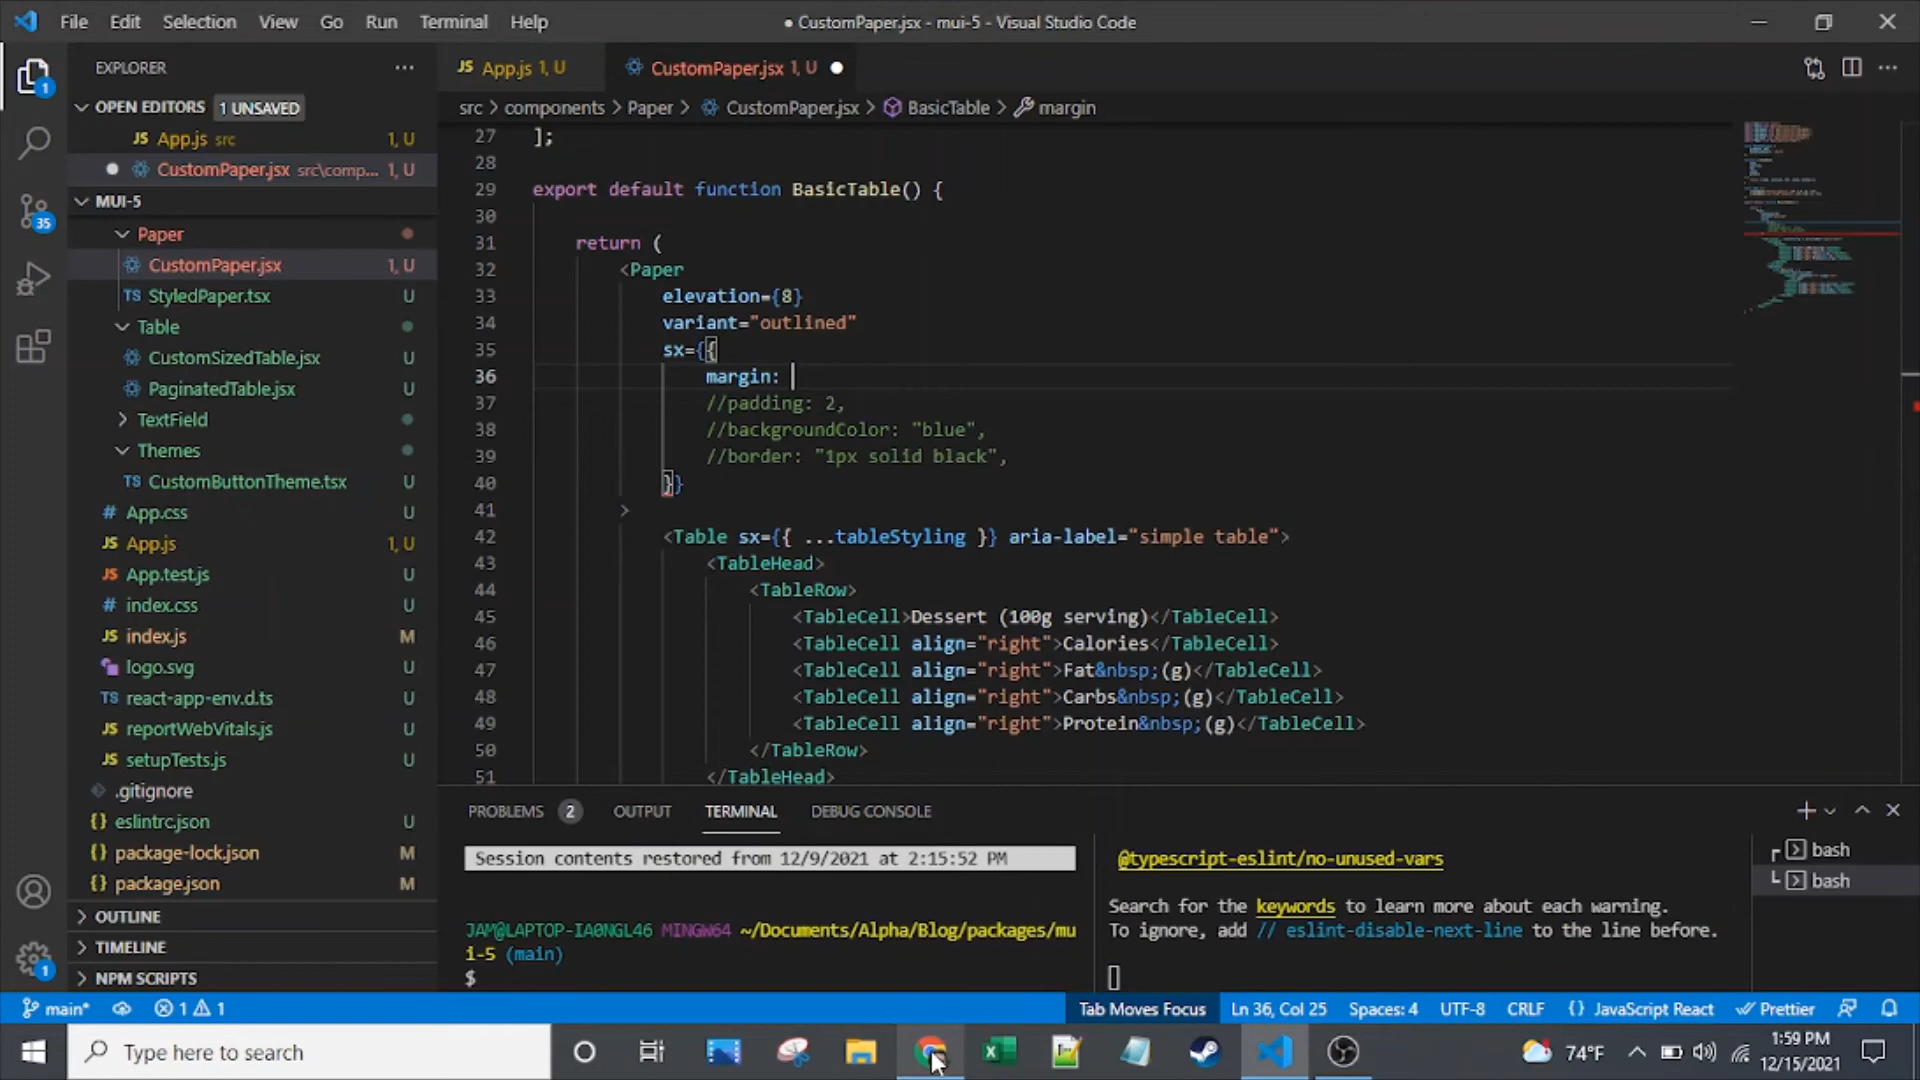 File Edit Selection View Go Run Terminal Help
● CustomPaper.jsx - mui-5 - Visual Studio Code
EXPLORER
OPEN EDITORS 1 UNSAVED
JS App.js src 1, U
CustomPaper.jsx src\comp... 1, U
MUI-5
Paper
CustomPaper.jsx 1, U
TS StyledPaper.tsx U
Table
CustomSizedTable.jsx U
PaginatedTable.jsx U
TextField
Themes
TS CustomButtonTheme.tsx U
# App.css U
JS App.js 1, U
JS App.test.js U
# index.css U
JS index.js M
logo.svg U
TS react-app-env.d.ts U
JS reportWebVitals.js U
JS setupTests.js U
.gitignore
{} eslintrc.json U
{} package-lock.json M
{} package.json M
OUTLINE
TIMELINE
NPM SCRIPTS
1
35
1
JS App.js 1, U
CustomPaper.jsx 1, U
src > components > Paper > CustomPaper.jsx > BasicTable > margin
27 ];
28
29 export default function BasicTable() {
30
31 return (
32 <Paper
33 elevation={8}
34 variant="outlined"
35 sx={{
36 margin:
37 //padding: 2,
38 //backgroundColor: "blue",
39 //border: "1px solid black",
40 }}
41 >
42 <Table sx={{ ...tableStyling }} aria-label="simple table">
43 <TableHead>
44 <TableRow>
45 <TableCell>Dessert (100g serving)</TableCell>
46 <TableCell align="right">Calories</TableCell>
47 <TableCell align="right">Fat&nbsp;(g)</TableCell>
48 <TableCell align="right">Carbs&nbsp;(g)</TableCell>
49 <TableCell align="right">Protein&nbsp;(g)</TableCell>
50 </TableRow>
51 </TableHead>
PROBLEMS 2 OUTPUT TERMINAL DEBUG CONSOLE
Session contents restored from 12/9/2021 at 2:15:52 PM
JAM@LAPTOP-IA0NGL46 MINGW64 ~/Documents/Alpha/Blog/packages/mu
i-5 (main)
$
@typescript-eslint/no-unused-vars
Search for the keywords to learn more about each warning.
To ignore, add // eslint-disable-next-line to the line before.
bash
bash
main* 1 1 Tab Moves Focus Ln 36, Col 25 Spaces: 4 UTF-8 CRLF {} JavaScript React Prettier
Type here to search
74°F
1:59 PM
12/15/2021